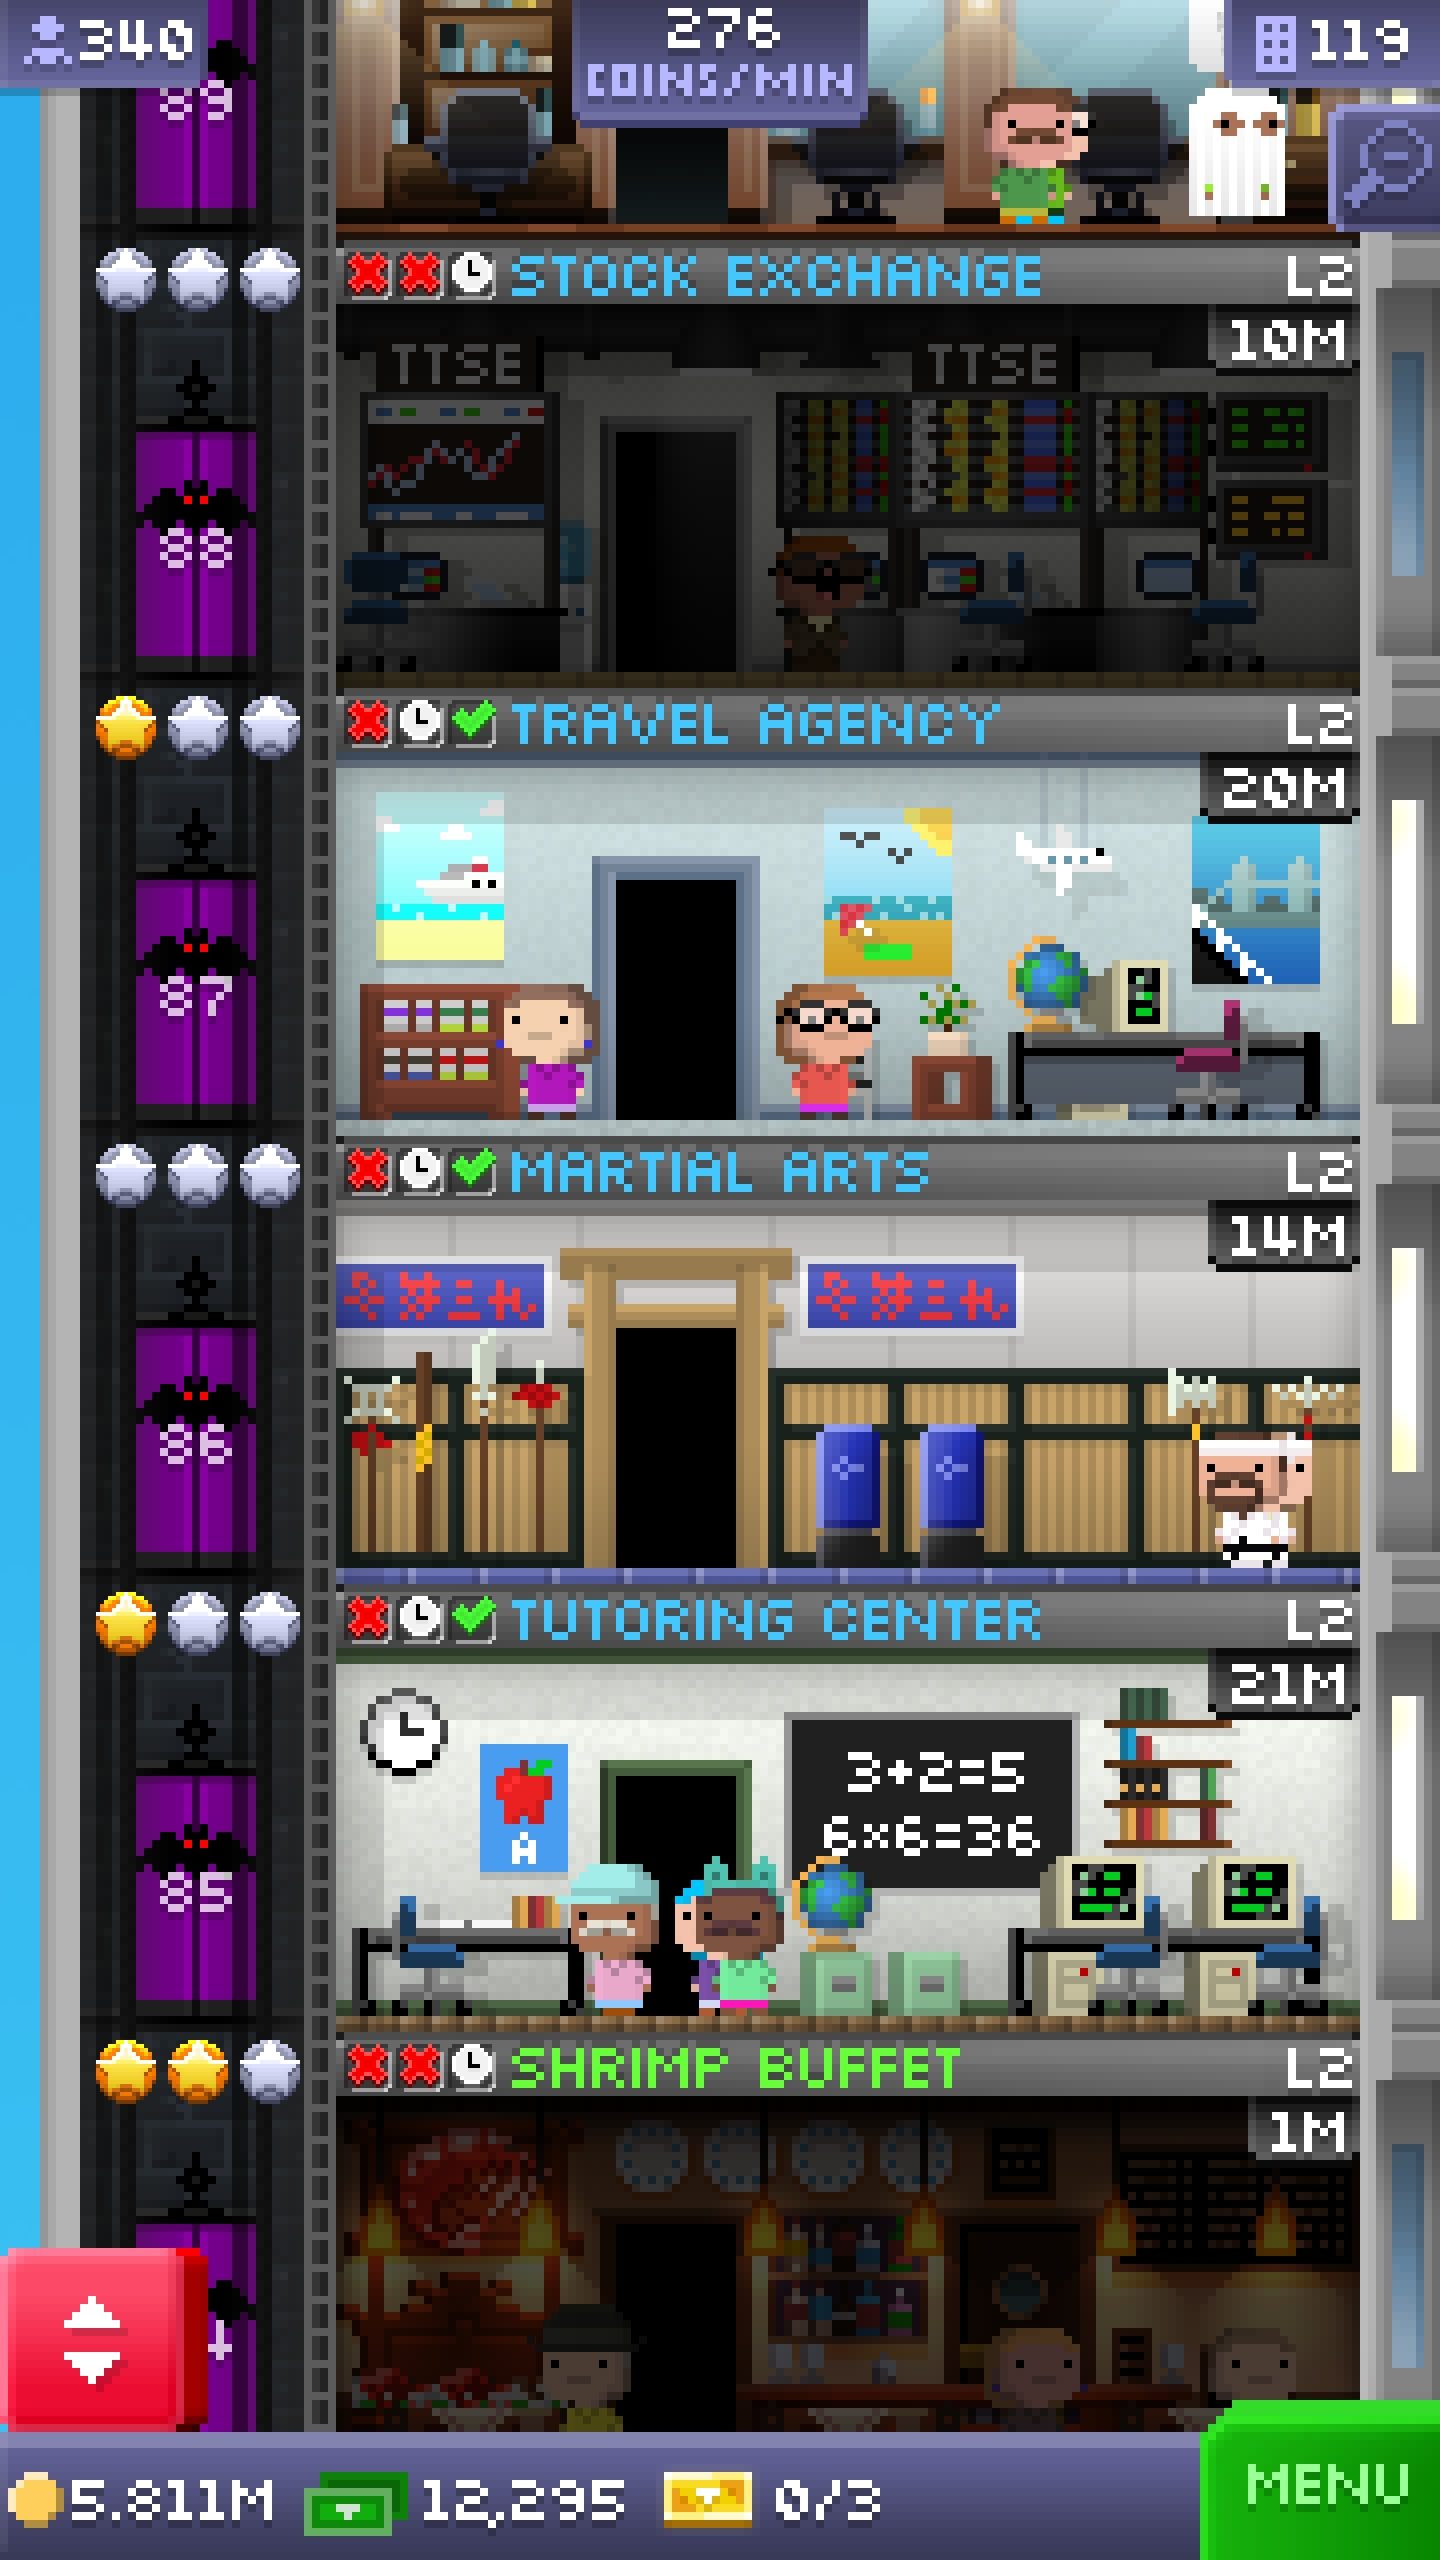 340
276
COINS/MIN
119
89
STOCK EXCHANGE L2
10M
TTSE TTSE
88
TRAVEL AGENCY L2
20M
87
MARTIAL ARTS L2
14M
86
TUTORING CENTER L2
21M
3+2=5
6×6=36
A
85
SHRIMP BUFFET L2
1M
5.811M 12,295 0/3
MENU